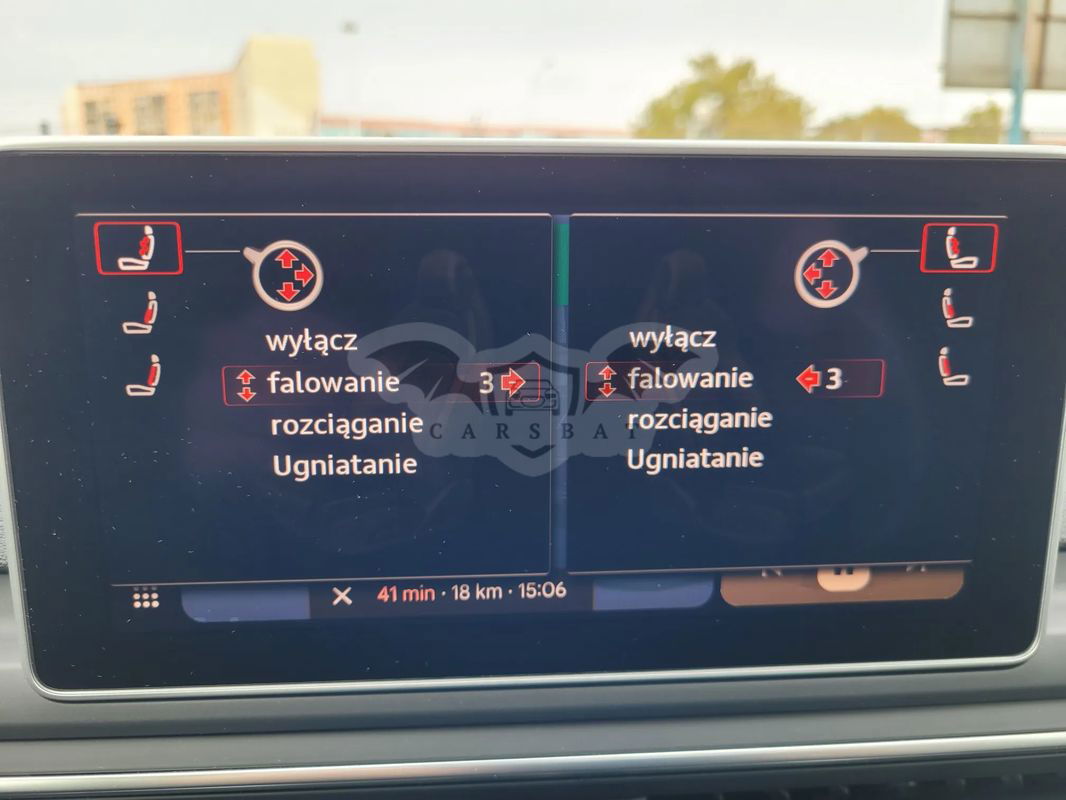 wyłącz
falowanie 3
rozciąganie
Ugniatanie
wyłącz
falowanie 3
rozciąganie
Ugniatanie
CARSBAT
41 min · 18 km · 15:06